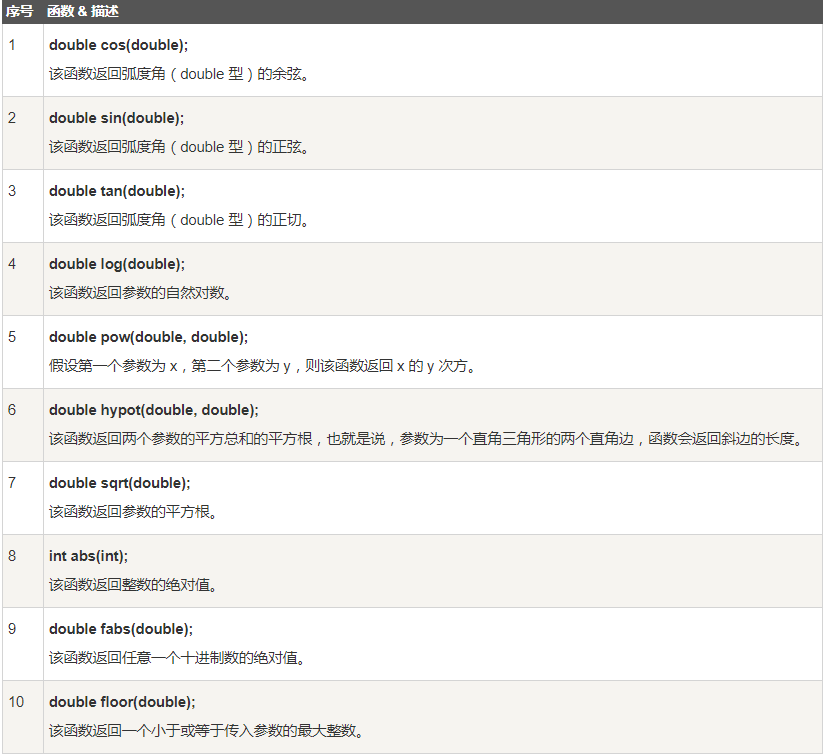 序号 函数 & 描述
1 double cos(double);
该函数返回弧度角（double 型）的余弦。
2 double sin(double);
该函数返回弧度角（double 型）的正弦。
3 double tan(double);
该函数返回弧度角（double 型）的正切。
4 double log(double);
该函数返回参数的自然对数。
5 double pow(double, double);
假设第一个参数为 x，第二个参数为 y，则该函数返回 x 的 y 次方。
6 double hypot(double, double);
该函数返回两个参数的平方总和的平方根，也就是说，参数为一个直角三角形的两个直角边，函数会返回斜边的长度。
7 double sqrt(double);
该函数返回参数的平方根。
8 int abs(int);
该函数返回整数的绝对值。
9 double fabs(double);
该函数返回任意一个十进制数的绝对值。
10 double floor(double);
该函数返回一个小于或等于传入参数的最大整数。